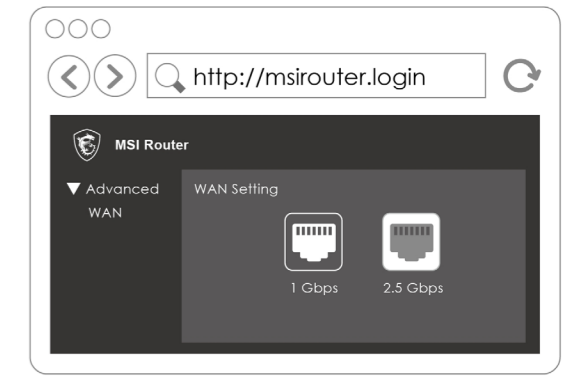 http://msirouter.login
MSI Router
Advanced
WAN
WAN Setting
1 Gbps
2.5 Gbps